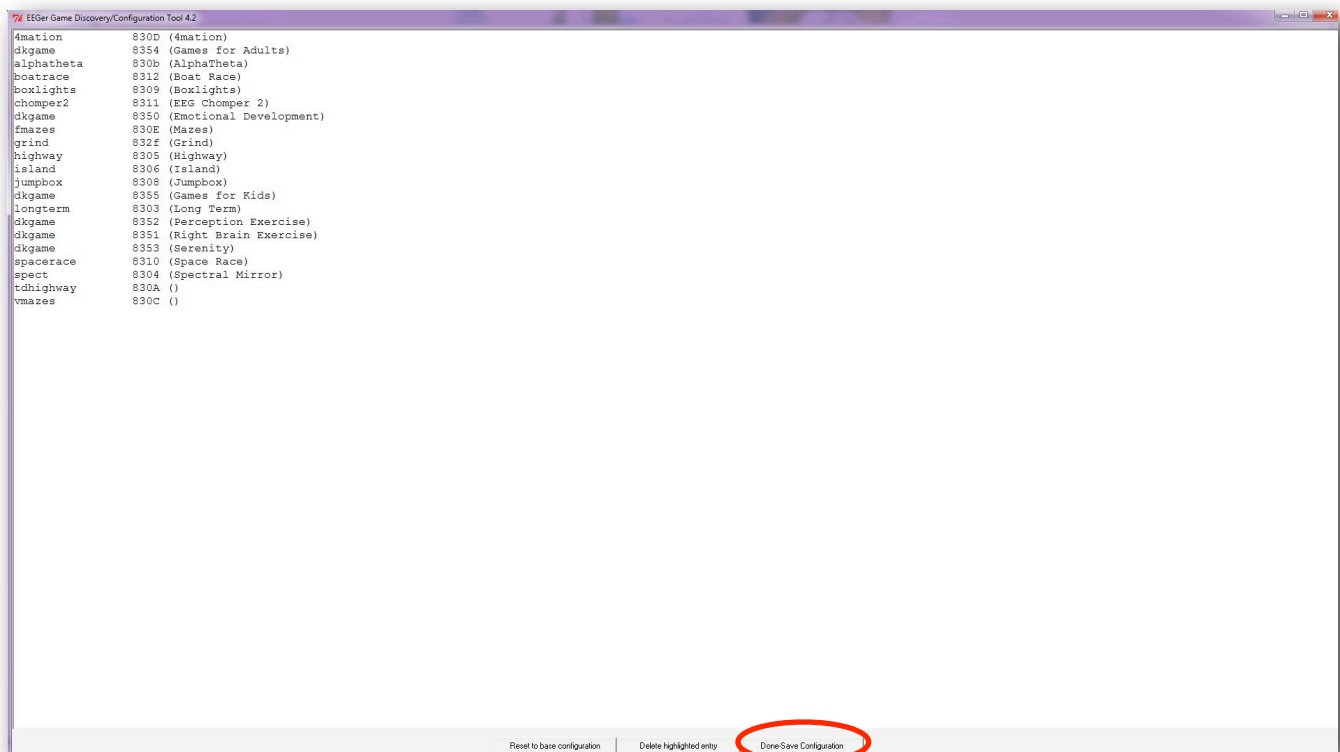 EEGer Game Discovery/Configuration Tool 4.2
4mation 830D (4mation)
dkgame 8354 (Games for Adults)
alphatheta 830b (AlphaTheta)
boatrace 8312 (Boat Race)
boxlights 8309 (Boxlights)
chomper2 8311 (EEG Chomper 2)
dkgame 8350 (Emotional Development)
fmazes 830E (Mazes)
grind 832f (Grind)
highway 8305 (Highway)
island 8306 (Island)
jumpbox 8308 (Jumpbox)
dkgame 8355 (Games for Kids)
longterm 8303 (Long Term)
dkgame 8352 (Perception Exercise)
dkgame 8351 (Right Brain Exercise)
dkgame 8353 (Serenity)
spacerace 8310 (Space Race)
spect 8304 (Spectral Mirror)
tdhighway 830A ()
vmazes 830C ()
Reset to base configuration Delete highlighted entry Done-Save Configuration